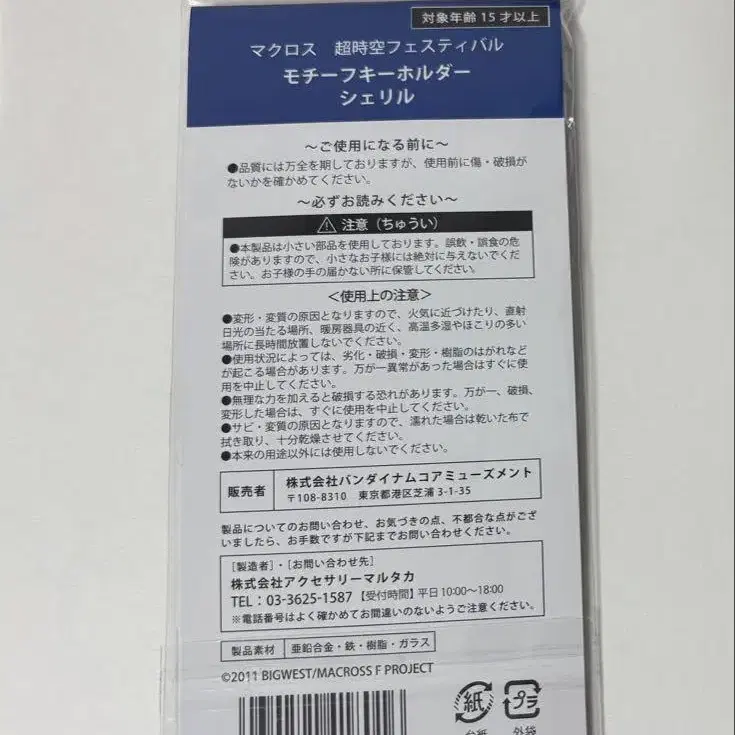 対象年齢15才以上
マクロス 超時空フェスティバル
モチーフキーホルダー
シェリル
～ご使用になる前に～
●品質には万全を期しておりますが、使用前に傷・破損が
ないかを確かめてください。
～必ずお読みください～
注意（ちゅうい）
●本製品は小さい部品を使用しております。誤飲・誤食の危
険がありますので、小さなお子様には絶対に与えないでくだ
さい。お子様の手の届かない所に保管してください。
＜使用上の注意＞
●変形・変質の原因となりますので、火気に近づけたり、直射
日光の当たる場所、暖房器具の近く、高温多湿やほこりの多い
場所に長時間放置しないでください。
●使用状況によっては、劣化・破損・変形・樹脂のはがれなど
が起こる場合があります。万が一異常があった場合はすぐに使
用を中止してください。
●無理な力を加えると破損する恐れがあります。万が一、破損、
変形した場合は、すぐに使用を中止してください。
●サビ・変質の原因となりますので、濡れた場合は乾いた布で
拭き取り、十分乾燥させてください。
●本来の用途以外には使用しないでください。
販売者
株式会社バンダイナムコアミューズメント
〒108-8310 東京都港区芝浦3-1-35
製品についてのお問い合わせ、お気づきの点、不都合な点がござ
いましたら、お手数ですが下記までお問い合わせください。
［製造者］・［お問い合わせ先］
株式会社アクセサリーマルタカ
TEL：03-3625-1587【受付時間】平日10:00～18:00
※電話番号はよく確かめてお間違いのないようご注意ください。
製品素材 亜鉛合金・鉄・樹脂・ガラス
©2011 BIGWEST/MACROSS F PROJECT
紙 プラ
台紙 外袋